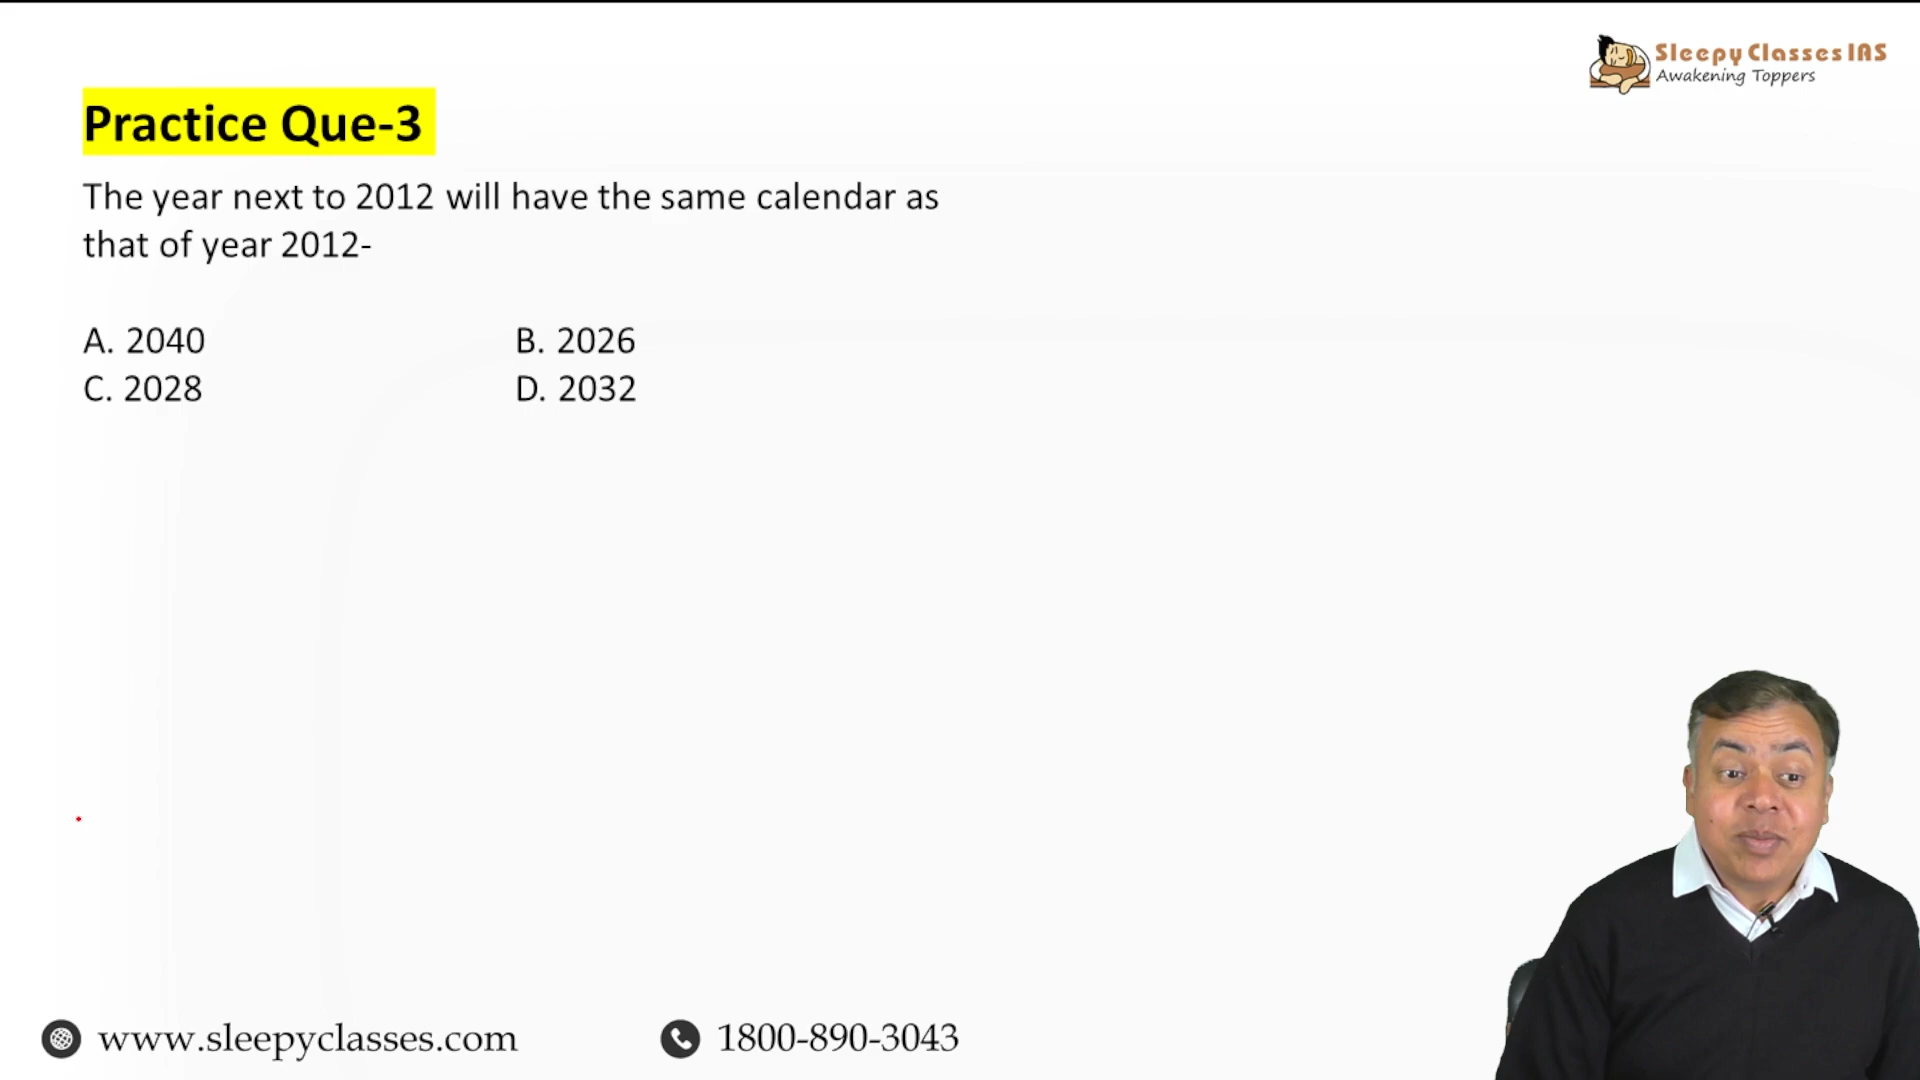 Sleepy Classes IAS
Awakening Toppers
Practice Que-3
The year next to 2012 will have the same calendar as
that of year 2012-
A. 2040 B. 2026
C. 2028 D. 2032
www.sleepyclasses.com 1800-890-3043